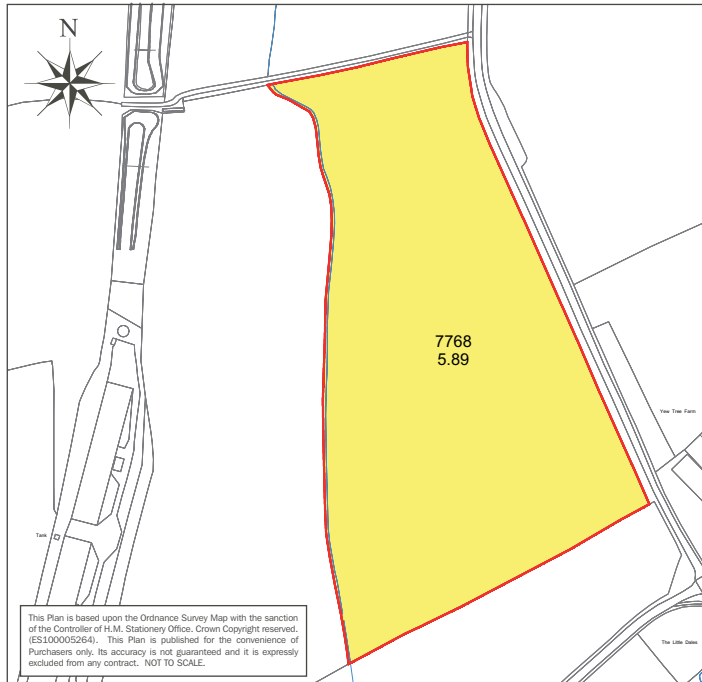 N
7768
5.89
Yew Tree Farm
Tank
This Plan is based upon the Ordnance Survey Map with the sanction
of the Controller of H.M. Stationery Office. Crown Copyright reserved.
(ES100005264). This Plan is published for the convenience of
Purchasers only. Its accuracy is not guaranteed and it is expressly
excluded from any contract. NOT TO SCALE.
The Little Dales